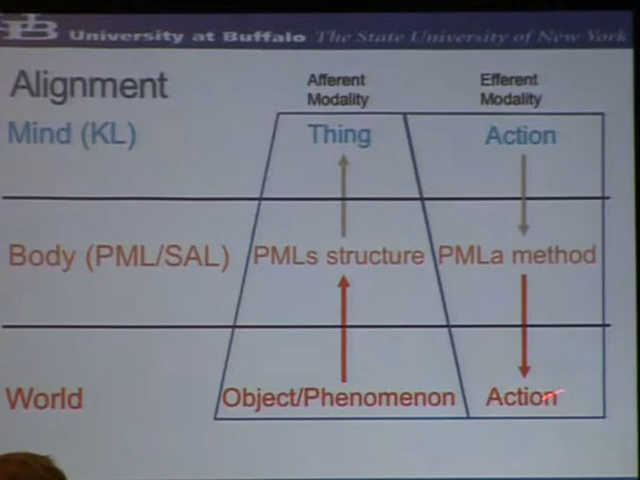 UB University at Buffalo The State University of New York
Alignment
Afferent
Modality
Efferent
Modality
Mind (KL)
Thing
Action
Body (PML/SAL)
PMLs structure
PMLa method
World
Object/Phenomenon
Action